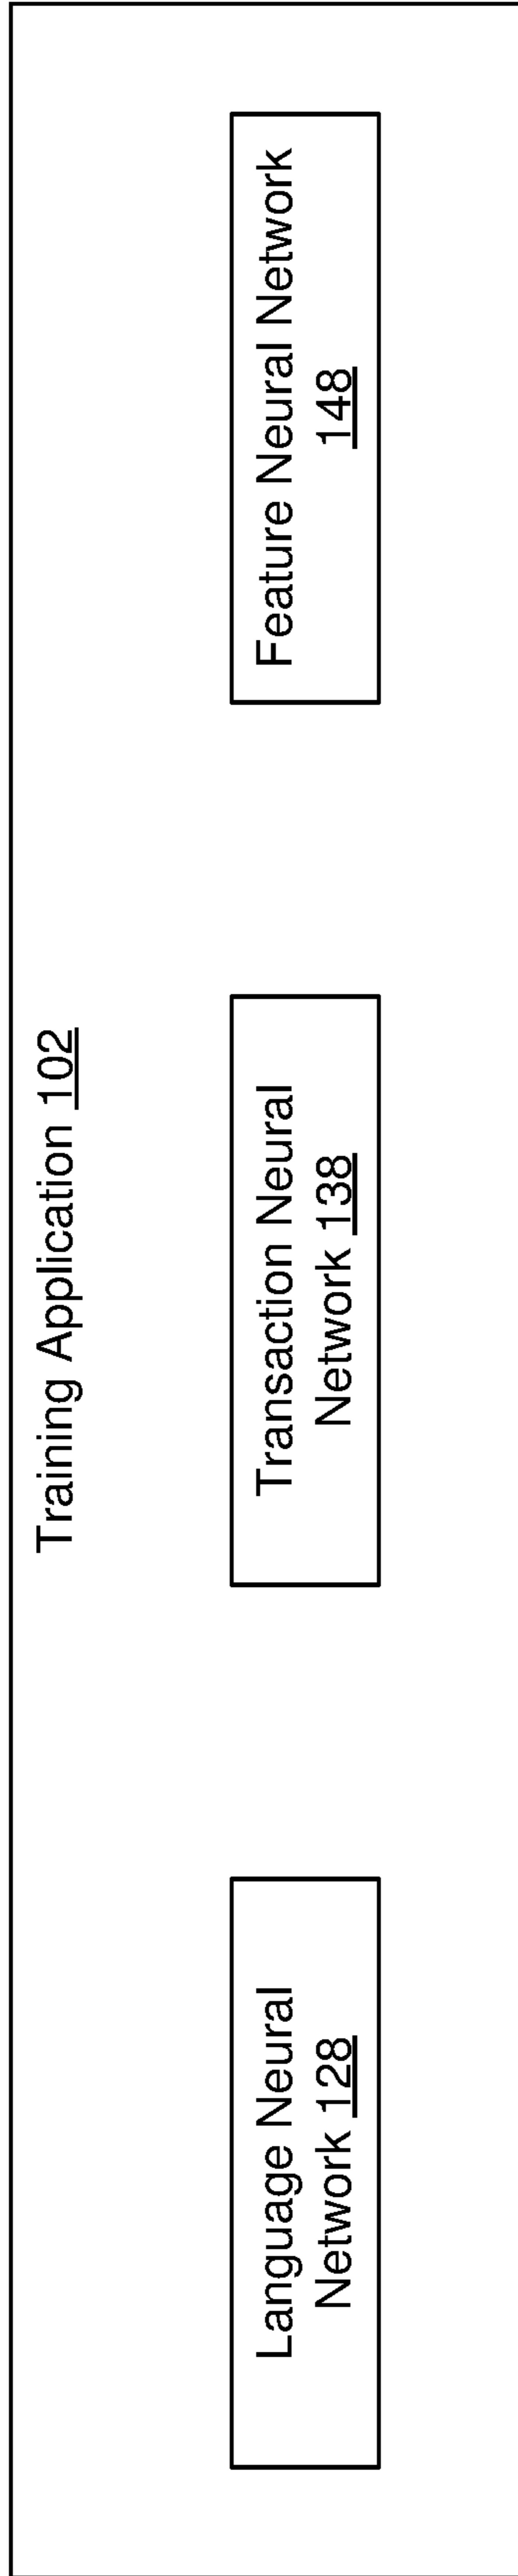 Training Application 102
Language Neural
Network 128
Transaction Neural
Network 138
Feature Neural Network
148